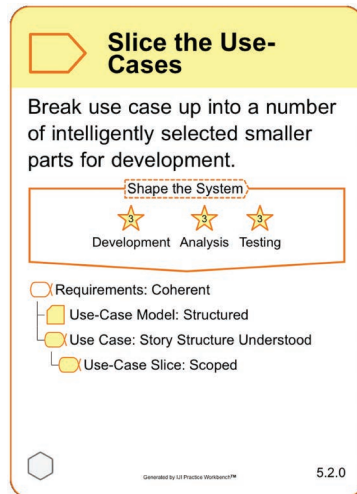 Slice the Use-
Cases
Break use case up into a number
of intelligently selected smaller
parts for development.
Shape the System
3 3 3
Development Analysis Testing
Requirements: Coherent
Use-Case Model: Structured
Use Case: Story Structure Understood
Use-Case Slice: Scoped
Generated by IJI Practice Workbench™ 5.2.0